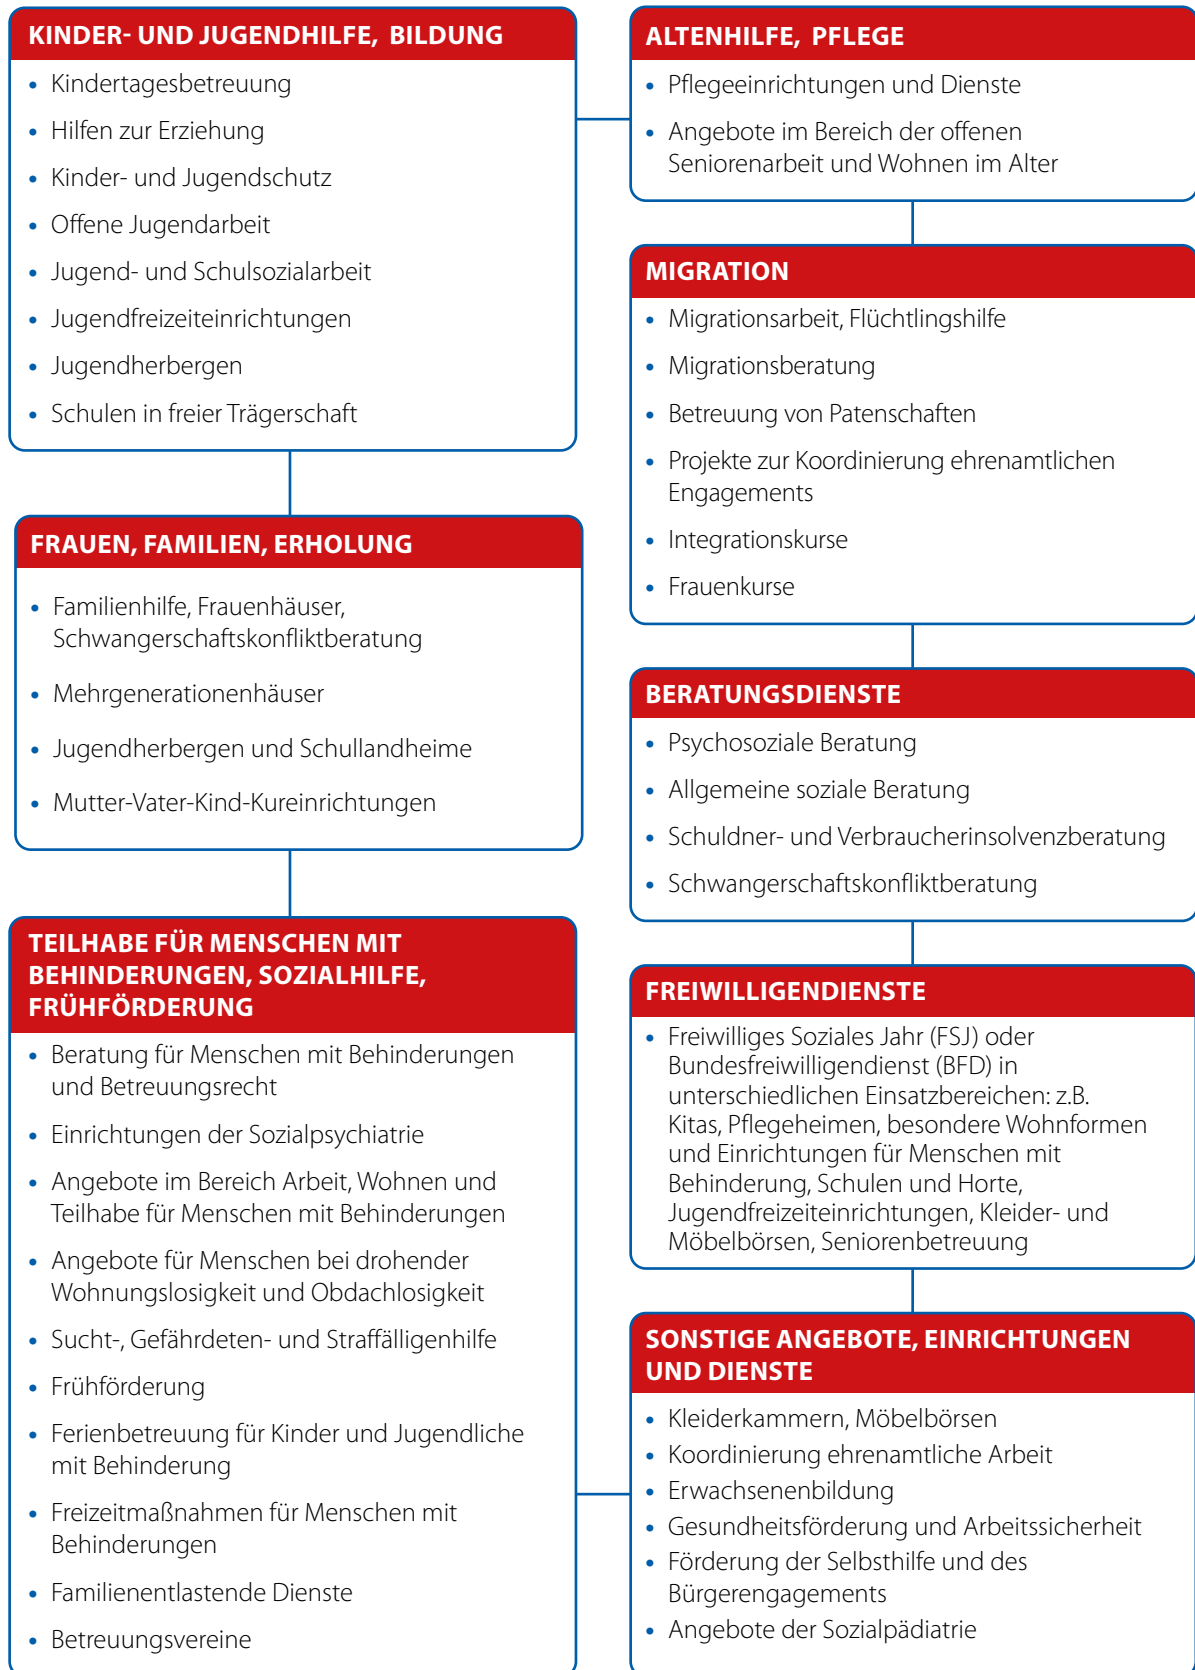 KINDER- UND JUGENDHILFE, BILDUNG
• Kindertagesbetreuung
• Hilfen zur Erziehung
• Kinder- und Jugendschutz
• Offene Jugendarbeit
• Jugend- und Schulsozialarbeit
• Jugendfreizeiteinrichtungen
• Jugendherbergen
• Schulen in freier Trägerschaft
FRAUEN, FAMILIEN, ERHOLUNG
• Familienhilfe, Frauenhäuser,
Schwangerschaftskonfliktberatung
• Mehrgenerationenhäuser
• Jugendherbergen und Schullandheime
• Mutter-Vater-Kind-Kureinrichtungen
TEILHABE FÜR MENSCHEN MIT
BEHINDERUNGEN, SOZIALHILFE,
FRÜHFÖRDERUNG
• Beratung für Menschen mit Behinderungen
und Betreuungsrecht
• Einrichtungen der Sozialpsychiatrie
• Angebote im Bereich Arbeit, Wohnen und
Teilhabe für Menschen mit Behinderungen
• Angebote für Menschen bei drohender
Wohnungslosigkeit und Obdachlosigkeit
• Sucht-, Gefährdeten- und Straffälligenhilfe
• Frühförderung
• Ferienbetreuung für Kinder und Jugendliche
mit Behinderung
• Freizeitmaßnahmen für Menschen mit
Behinderungen
• Familienentlastende Dienste
• Betreuungsvereine
ALTENHILFE, PFLEGE
• Pflegeeinrichtungen und Dienste
• Angebote im Bereich der offenen
Seniorenarbeit und Wohnen im Alter
MIGRATION
• Migrationsarbeit, Flüchtlingshilfe
• Migrationsberatung
• Betreuung von Patenschaften
• Projekte zur Koordinierung ehrenamtlichen
Engagements
• Integrationskurse
• Frauenkurse
BERATUNGSDIENSTE
• Psychosoziale Beratung
• Allgemeine soziale Beratung
• Schuldner- und Verbraucherinsolvenzberatung
• Schwangerschaftskonfliktberatung
FREIWILLIGENDIENSTE
• Freiwilliges Soziales Jahr (FSJ) oder
Bundesfreiwilligendienst (BFD) in
unterschiedlichen Einsatzbereichen: z.B.
Kitas, Pflegeheimen, besondere Wohnformen
und Einrichtungen für Menschen mit
Behinderung, Schulen und Horte,
Jugendfreizeiteinrichtungen, Kleider- und
Möbelbörsen, Seniorenbetreuung
SONSTIGE ANGEBOTE, EINRICHTUNGEN
UND DIENSTE
• Kleiderkammern, Möbelbörsen
• Koordinierung ehrenamtliche Arbeit
• Erwachsenenbildung
• Gesundheitsförderung und Arbeitssicherheit
• Förderung der Selbsthilfe und des
Bürgerengagements
• Angebote der Sozialpädiatrie